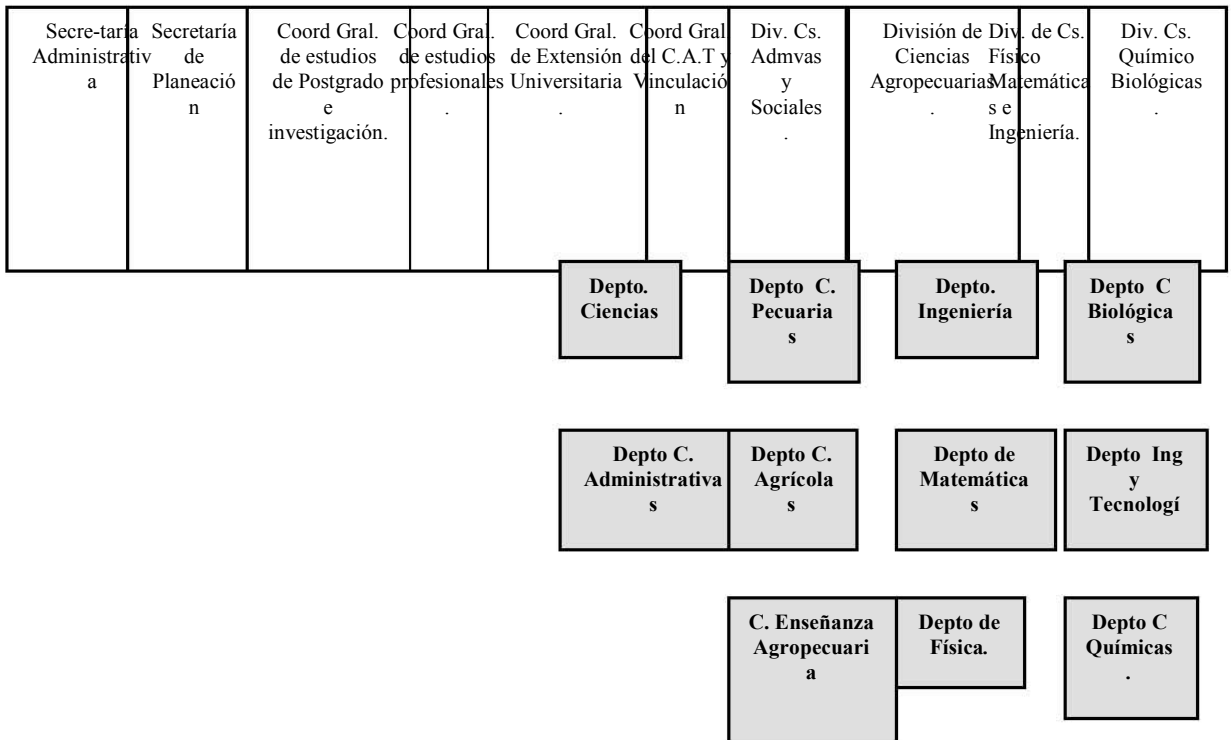 Secre-taría
Administrativ
a
Secretaría
de
Planeació
n
Coord Gral.
de estudios
de Postgrado
e
investigación.
Coord Gral.
de estudios
profesionales
.
Coord Gral.
de Extensión
Universitaria
.
Coord Gral.
del C.A.T y
Vinculació
n
Div. Cs.
Admvas
y
Sociales
.
División de
Ciencias
Agropecuarias
.
Div. de Cs.
Físico
Matemática
s e
Ingeniería.
Div. Cs.
Químico
Biológicas
.
Depto.
Ciencias
Depto C.
Pecuaria
s
Depto.
Ingeniería
Depto C
Biológica
s
Depto C.
Administrativa
s
Depto C.
Agrícola
s
Depto de
Matemática
s
Depto Ing
y
Tecnologí
C. Enseñanza
Agropecuari
a
Depto de
Física.
Depto C
Químicas
.